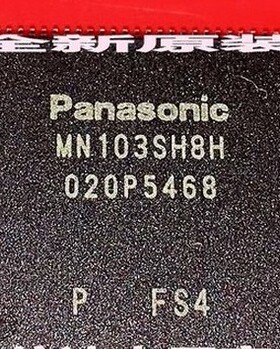 全新原装
Panasonic
MN103SH8H
020P5468
P FS4